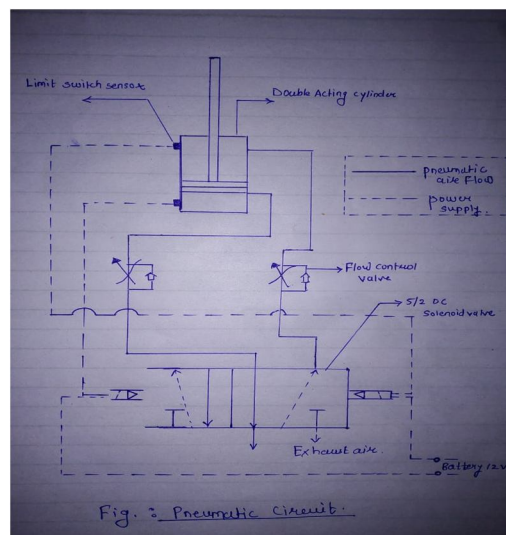 Limit switch sensor
Double Acting cylinder
pneumatic
air Flow
power
supply.
Flow control
valve
5/2 DC
Solenoid valve
Exhaust air.
Battery 12 v
Fig. : Pneumatic Circuit.